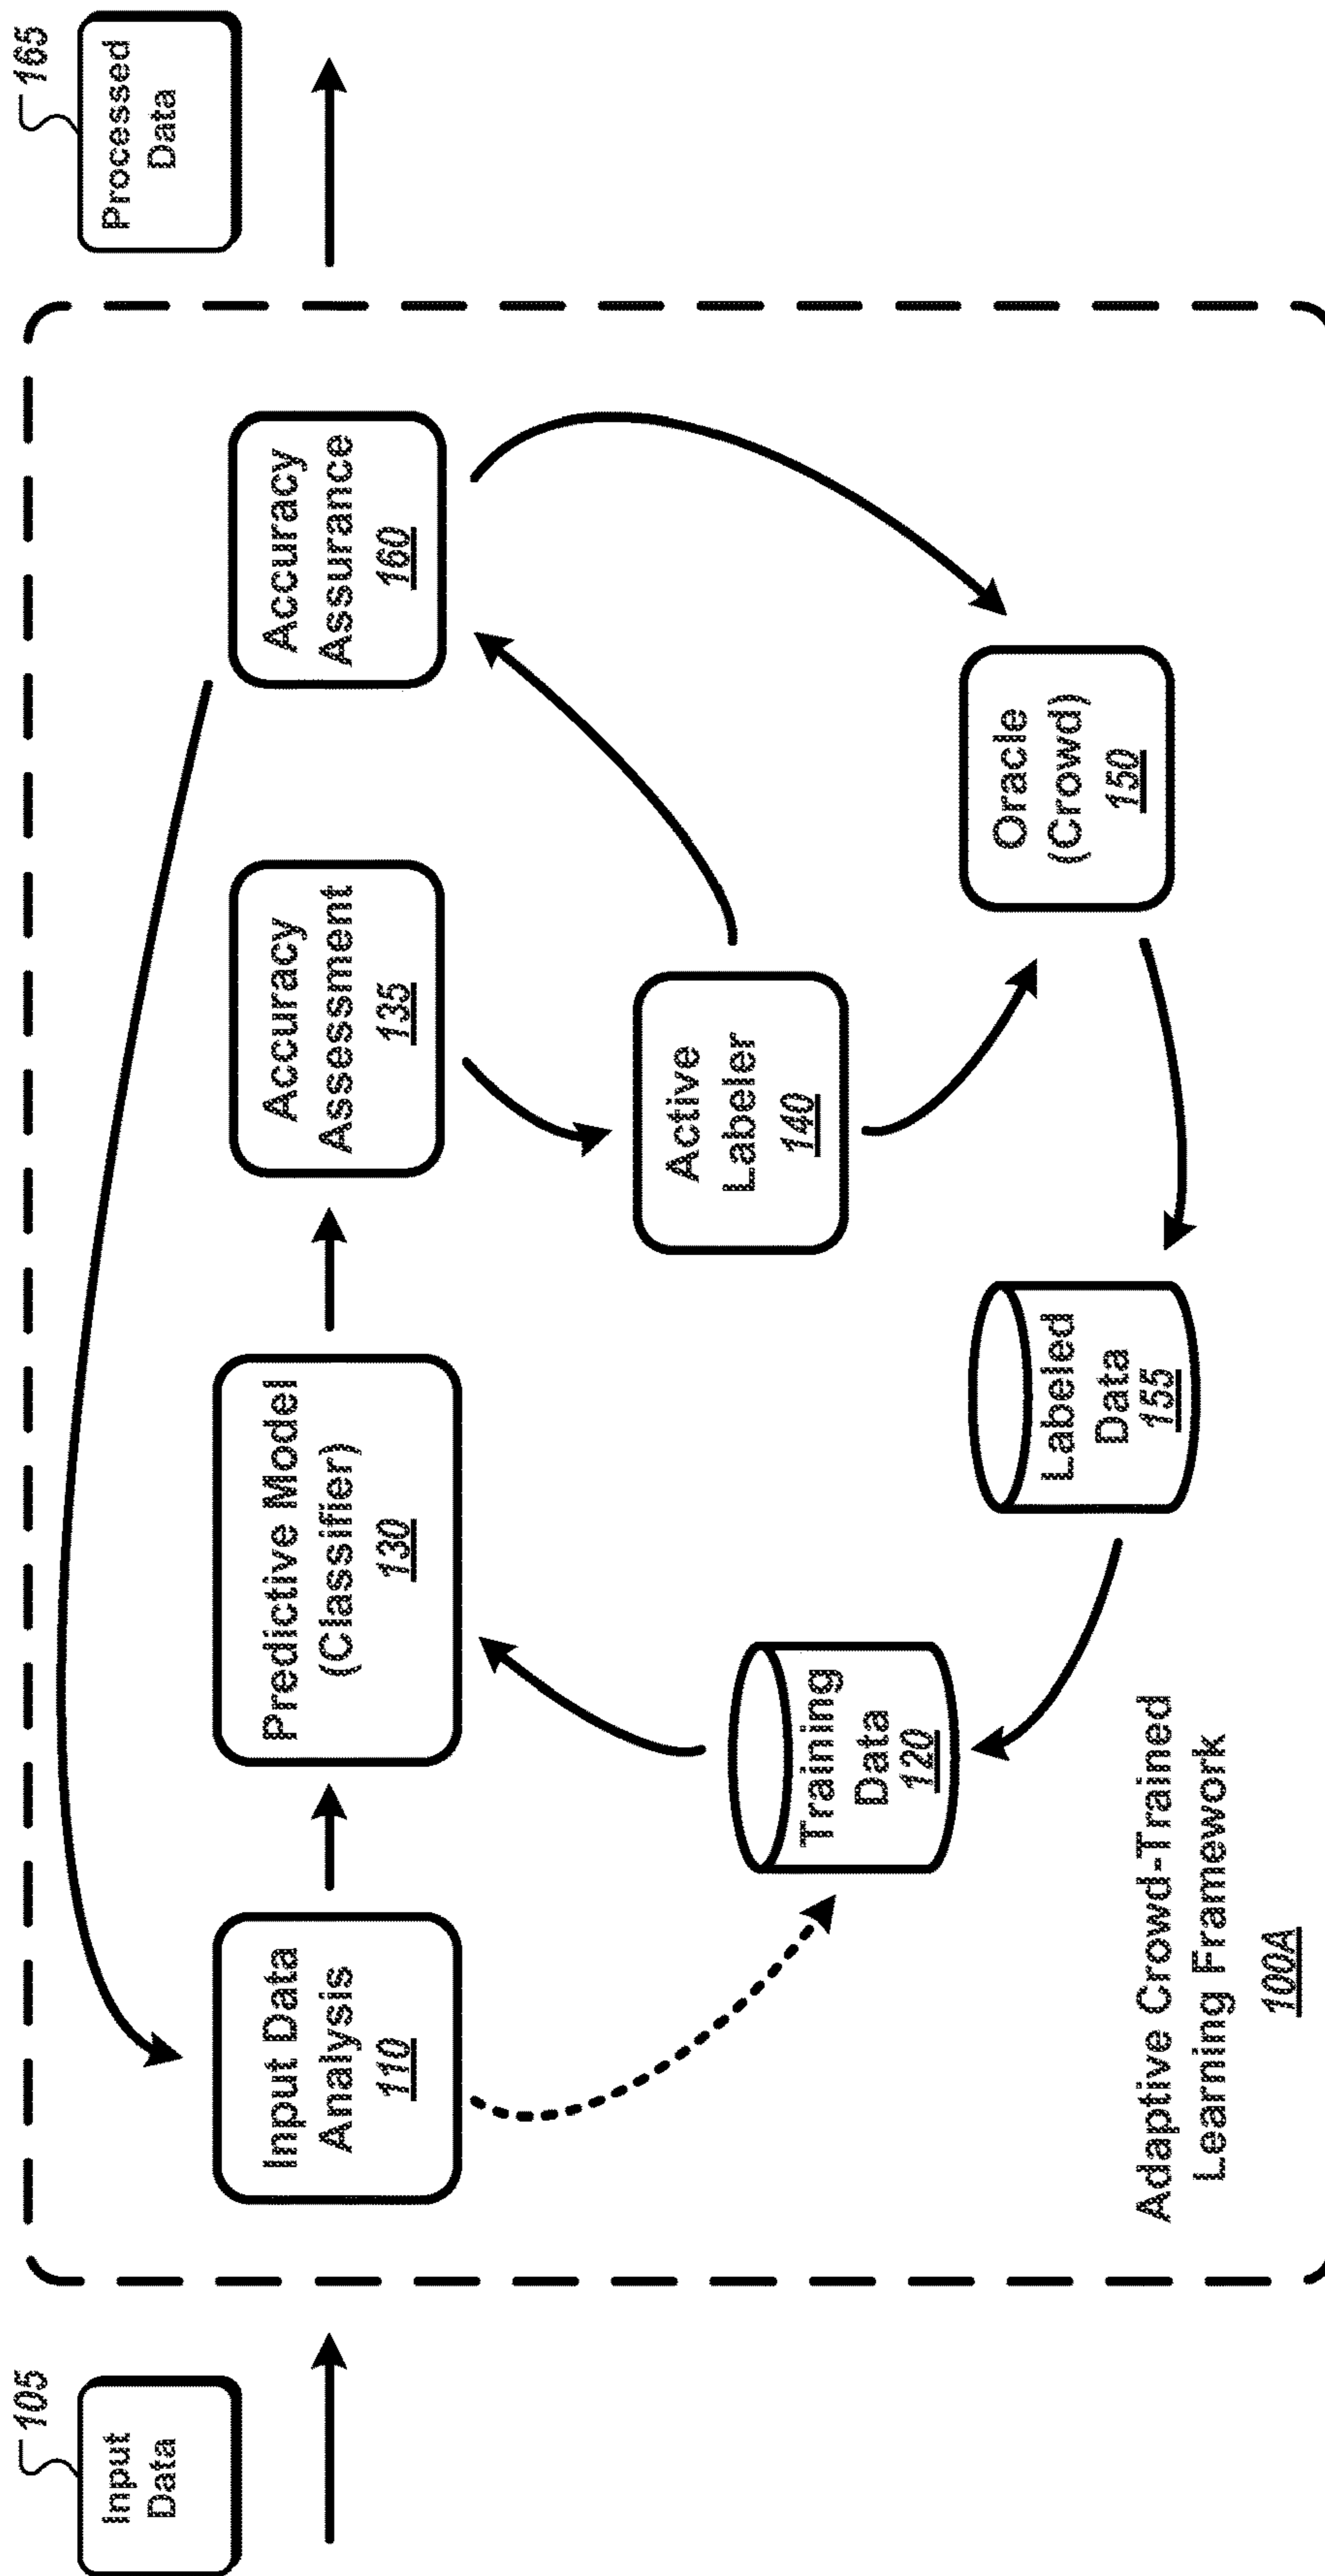 105
Input
Data
165
Processed
Data
Input Data
Analysis
110
Predictive Model
(Classifier)
130
Accuracy
Assessment
135
Accuracy
Assurance
160
Training
Data
120
Active
Labeler
140
Labeled
Data
155
Oracle
(Crowd)
150
Adaptive Crowd-Trained
Learning Framework
100A